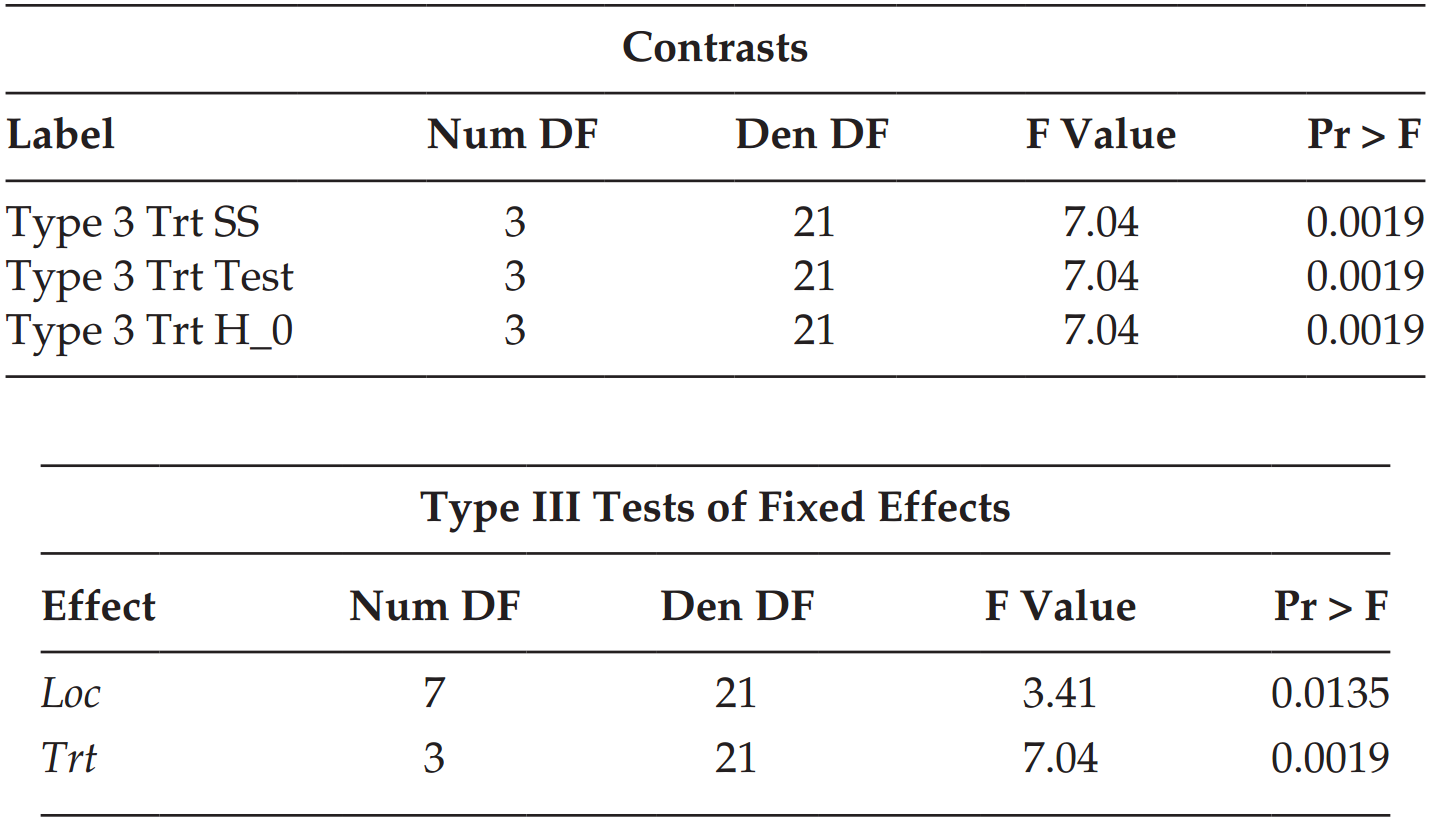 Contrasts
Label Num DF Den DF F Value Pr > F
Type 3 Trt SS 3 21 7.04 0.0019
Type 3 Trt Test 3 21 7.04 0.0019
Type 3 Trt H_0 3 21 7.04 0.0019
Type III Tests of Fixed Effects
Effect Num DF Den DF F Value Pr > F
Loc 7 21 3.41 0.0135
Trt 3 21 7.04 0.0019